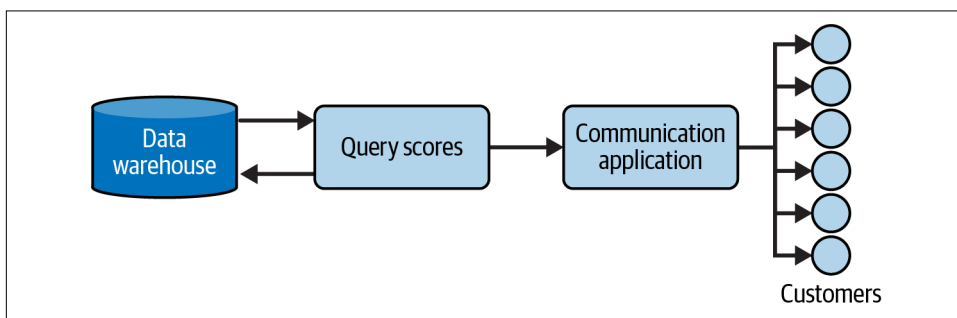 Data
warehouse
Query scores
Communication
application
Customers